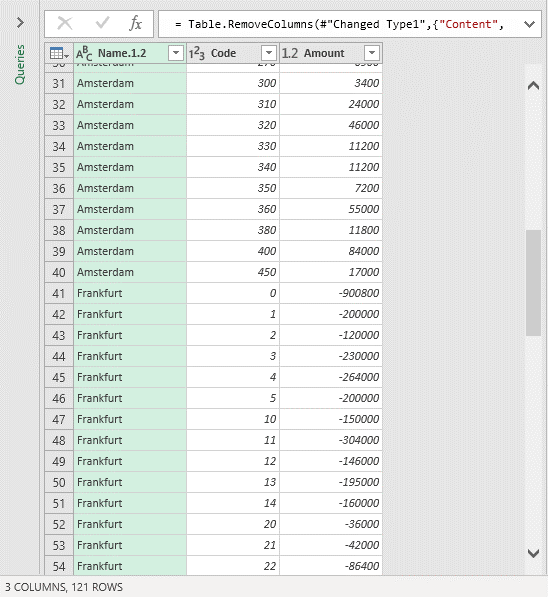 = Table.RemoveColumns(#"Changed Type1",{"Content",
Queries
ABC Name.1.2 123 Code 1.2 Amount
31 Amsterdam 300 3400
32 Amsterdam 310 24000
33 Amsterdam 320 46000
34 Amsterdam 330 11200
35 Amsterdam 340 11200
36 Amsterdam 350 7200
37 Amsterdam 360 55000
38 Amsterdam 380 11800
39 Amsterdam 400 84000
40 Amsterdam 450 17000
41 Frankfurt 0 -900800
42 Frankfurt 1 -200000
43 Frankfurt 2 -120000
44 Frankfurt 3 -230000
45 Frankfurt 4 -264000
46 Frankfurt 5 -200000
47 Frankfurt 10 -150000
48 Frankfurt 11 -304000
49 Frankfurt 12 -146000
50 Frankfurt 13 -195000
51 Frankfurt 14 -160000
52 Frankfurt 20 -36000
53 Frankfurt 21 -42000
54 Frankfurt 22 -86400
3 COLUMNS, 121 ROWS